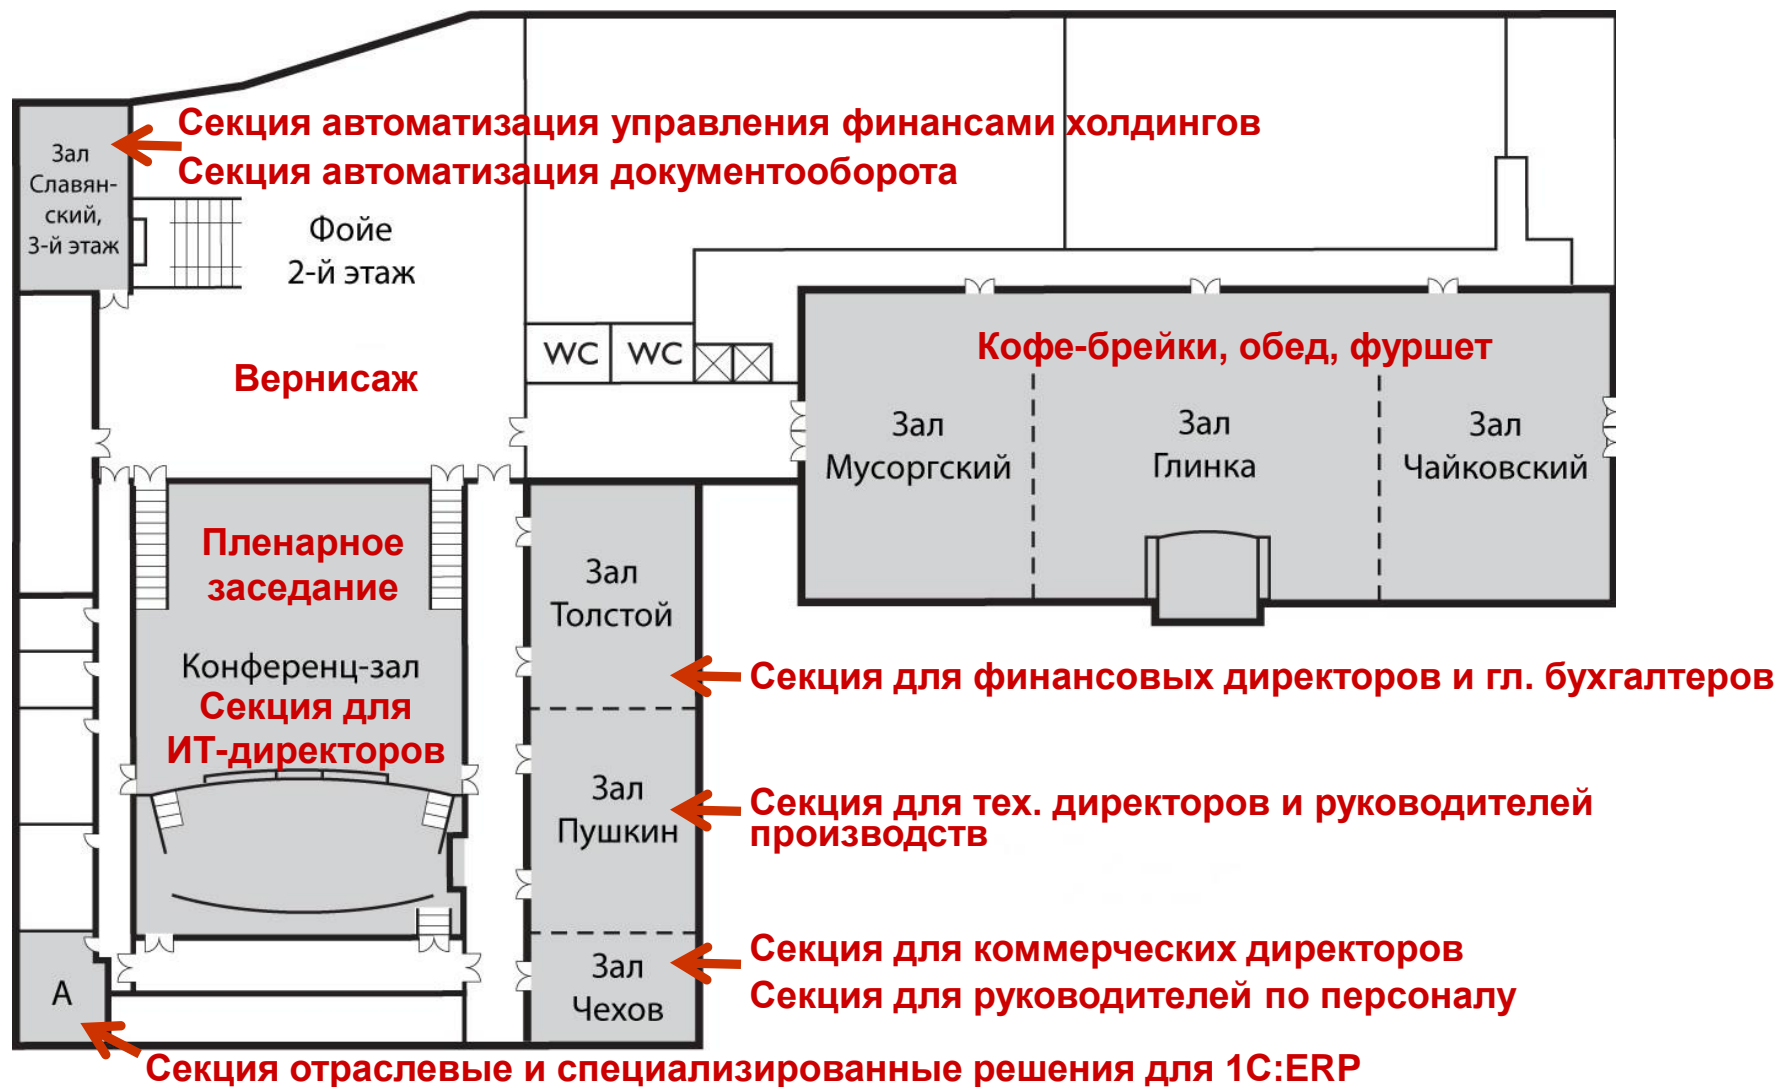 Секция автоматизация управления финансами холдингов
Секция автоматизация документооборота
Зал
Славян-
ский,
3-й этаж
Фойе
2-й этаж
WC
WC
Вернисаж
Кофе-брейки, обед, фуршет
Зал
Мусоргский
Зал
Глинка
Зал
Чайковский
Пленарное
заседание
Конференц-зал
Секция для
ИТ-директоров
Зал
Толстой
Секция для финансовых директоров и гл. бухгалтеров
Зал
Пушкин
Секция для тех. директоров и руководителей
производств
Зал
Чехов
Секция для коммерческих директоров
Секция для руководителей по персоналу
А
Секция отраслевые и специализированные решения для 1С:ERP